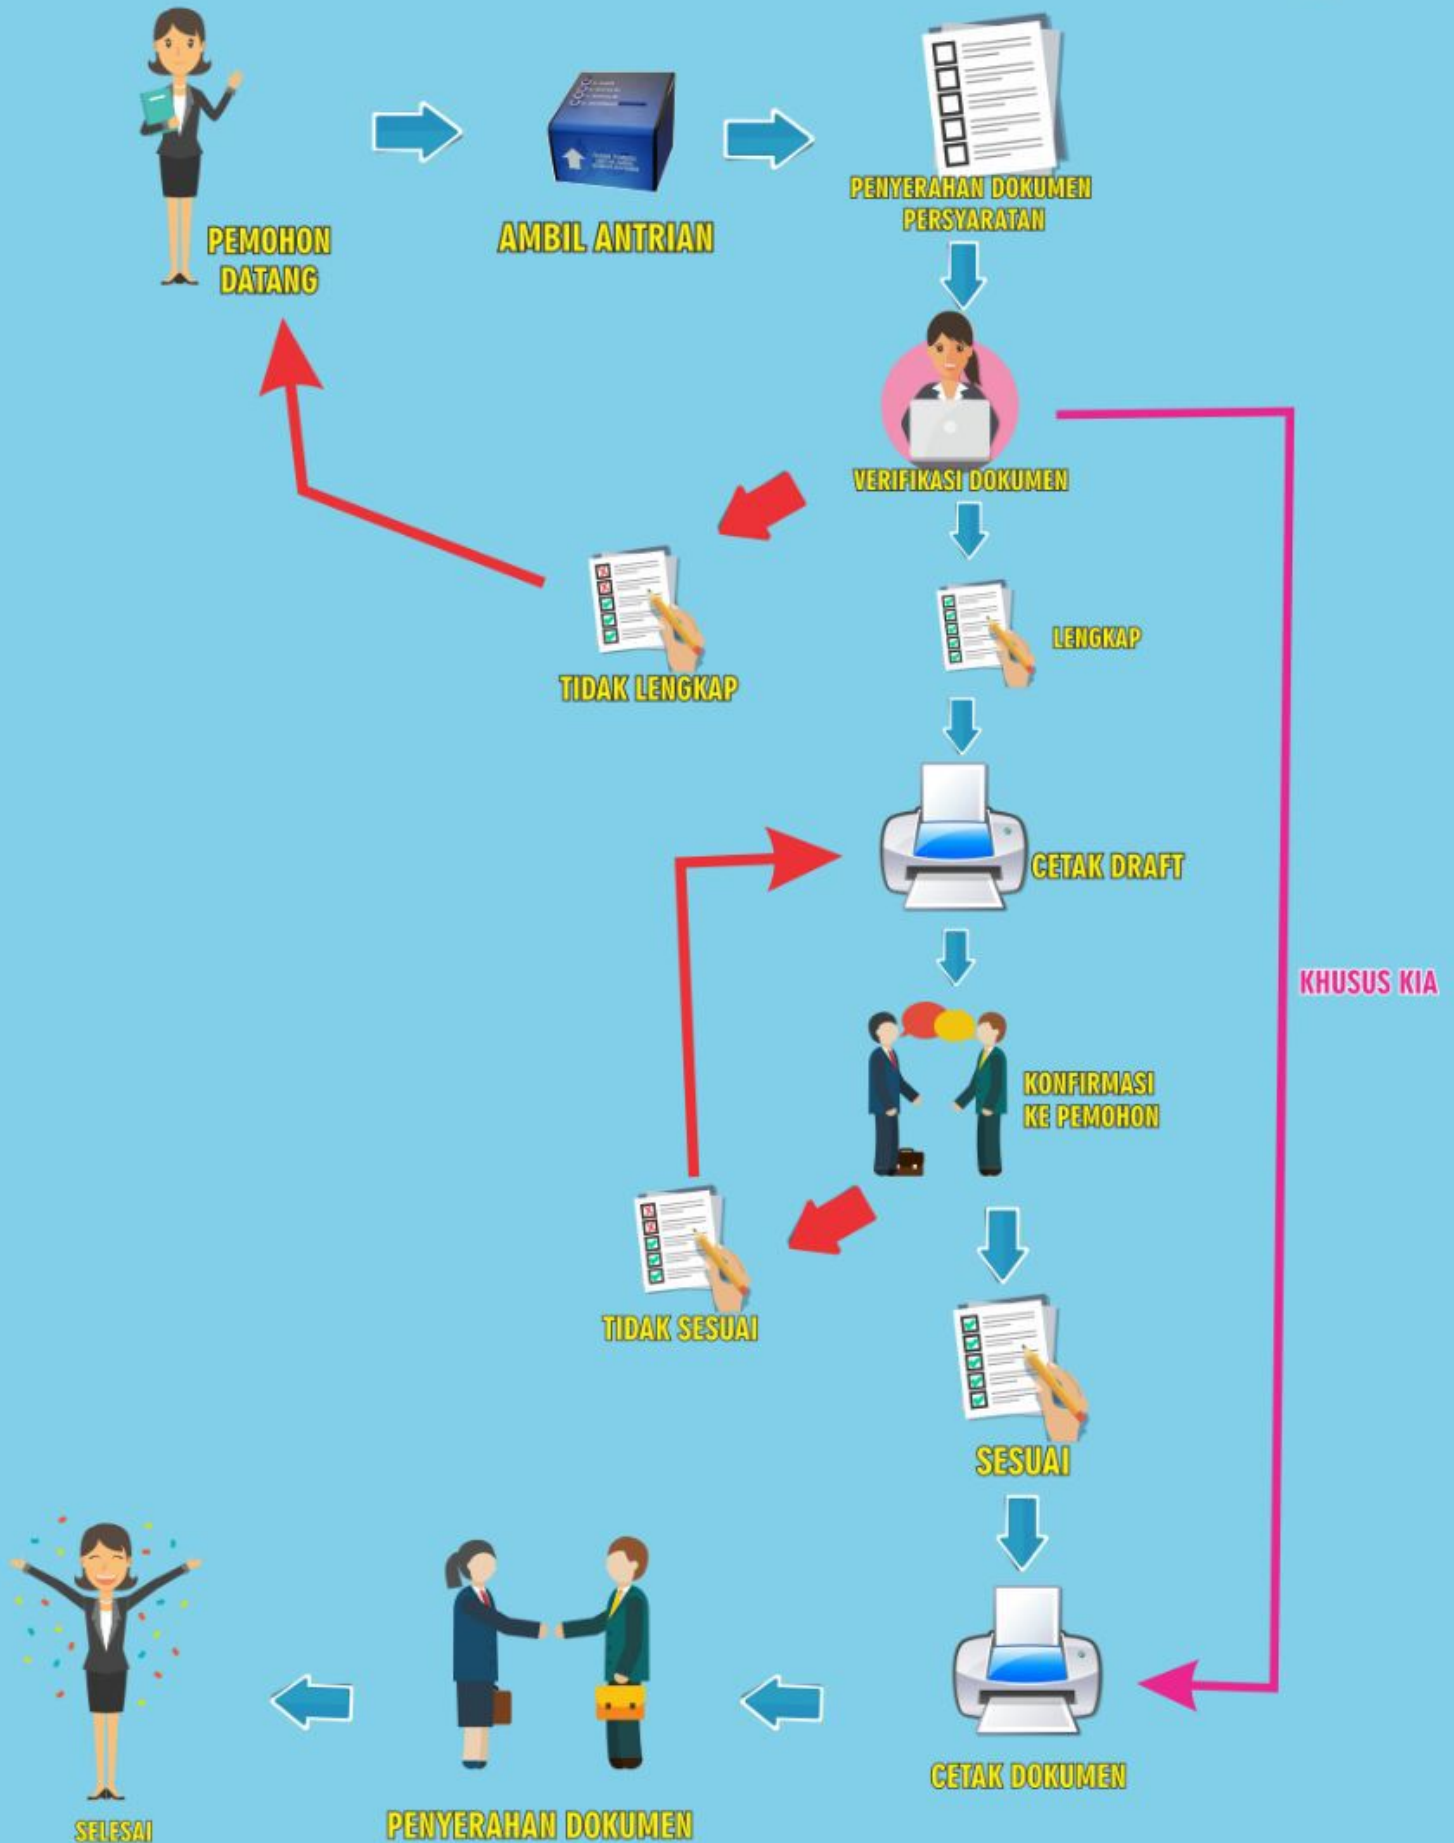 PEMOHON
DATANG
AMBIL ANTRIAN
PENYERAHAN DOKUMEN
PERSYARATAN
VERIFIKASI DOKUMEN
TIDAK LENGKAP
LENGKAP
CETAK DRAFT
KHUSUS KIA
KONFIRMASI
KE PEMOHON
TIDAK SESUAI
SESUAI
CETAK DOKUMEN
PENYERAHAN DOKUMEN
SELESAI